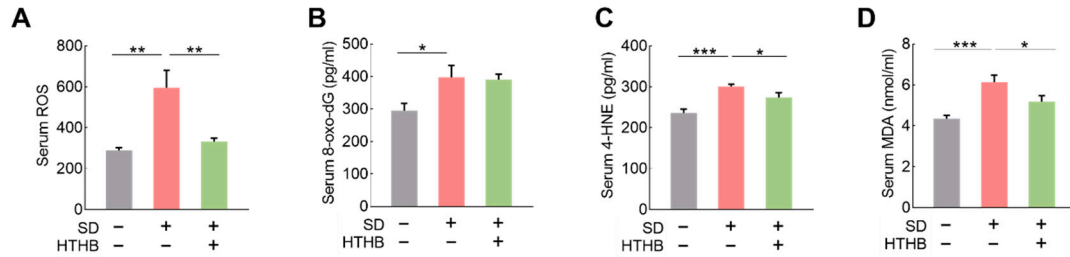 A
Serum ROS
800
600
400
200
0
** **
SD - + +
HTHB - - +
B
Serum 8-oxo-dG (pg/ml)
500
400
300
200
100
0
*
SD - + +
HTHB - - +
C
Serum 4-HNE (pg/ml)
400
300
200
100
0
*** *
SD - + +
HTHB - - +
D
Serum MDA (nmol/ml)
8
6
4
2
0
*** *
SD - + +
HTHB - - +